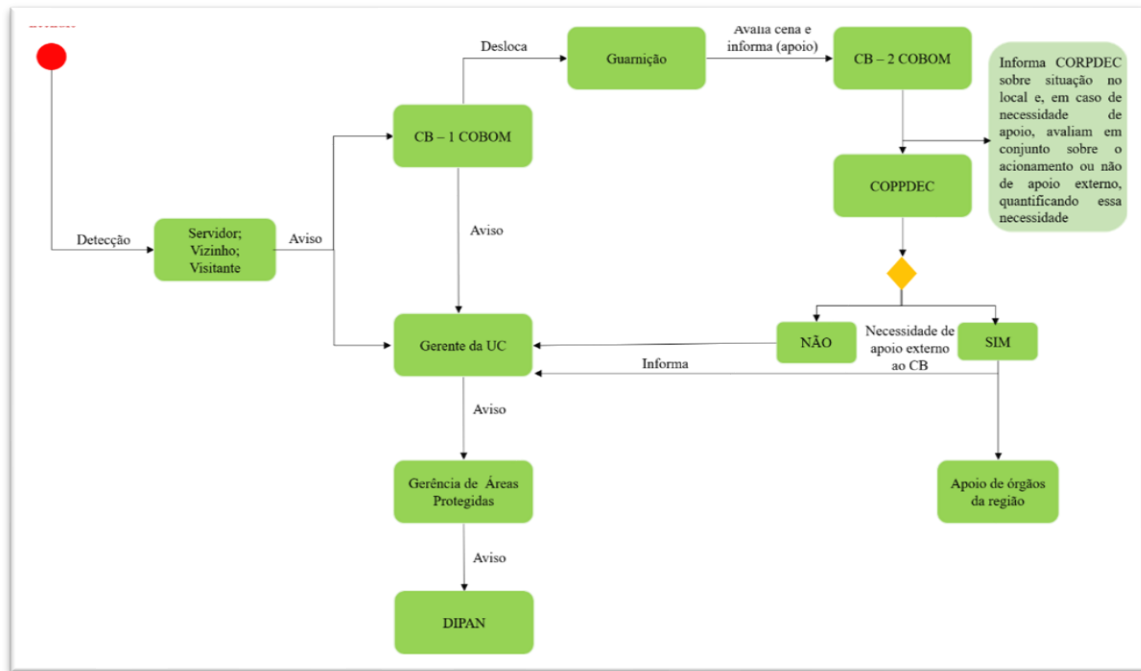 Desloca
Guarnição
Avalia cena e
informa (apoio)
CB – 2 COBOM
Informa CORPDEC
sobre situação no
local e, em caso de
necessidade de
apoio, avaliam em
conjunto sobre o
acionamento ou não
de apoio externo,
quantificando essa
necessidade
CB – 1 COBOM
COPPDEC
Detecção
Servidor;
Vizinho;
Visitante
Aviso
Aviso
Gerente da UC
NÃO
Necessidade de
apoio externo
ao CB
SIM
Informa
Aviso
Gerência de Áreas
Protegidas
Apoio de órgãos
da região
Aviso
DIPAN